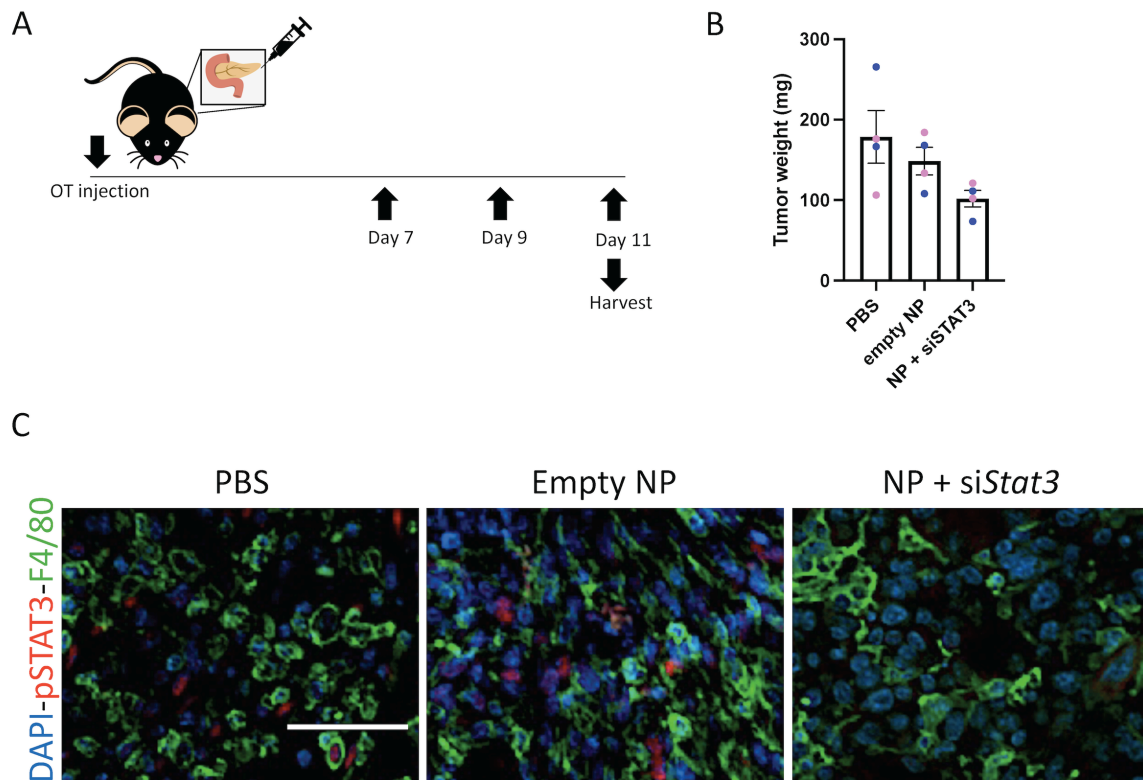 A
OT injection
Day 7
Day 9
Day 11
Harvest
B
Tumor weight (mg)
300
200
100
0
PBS
empty NP
NP + siSTAT3
C
DAPI-pSTAT3-F4/80
PBS
Empty NP
NP + siStat3